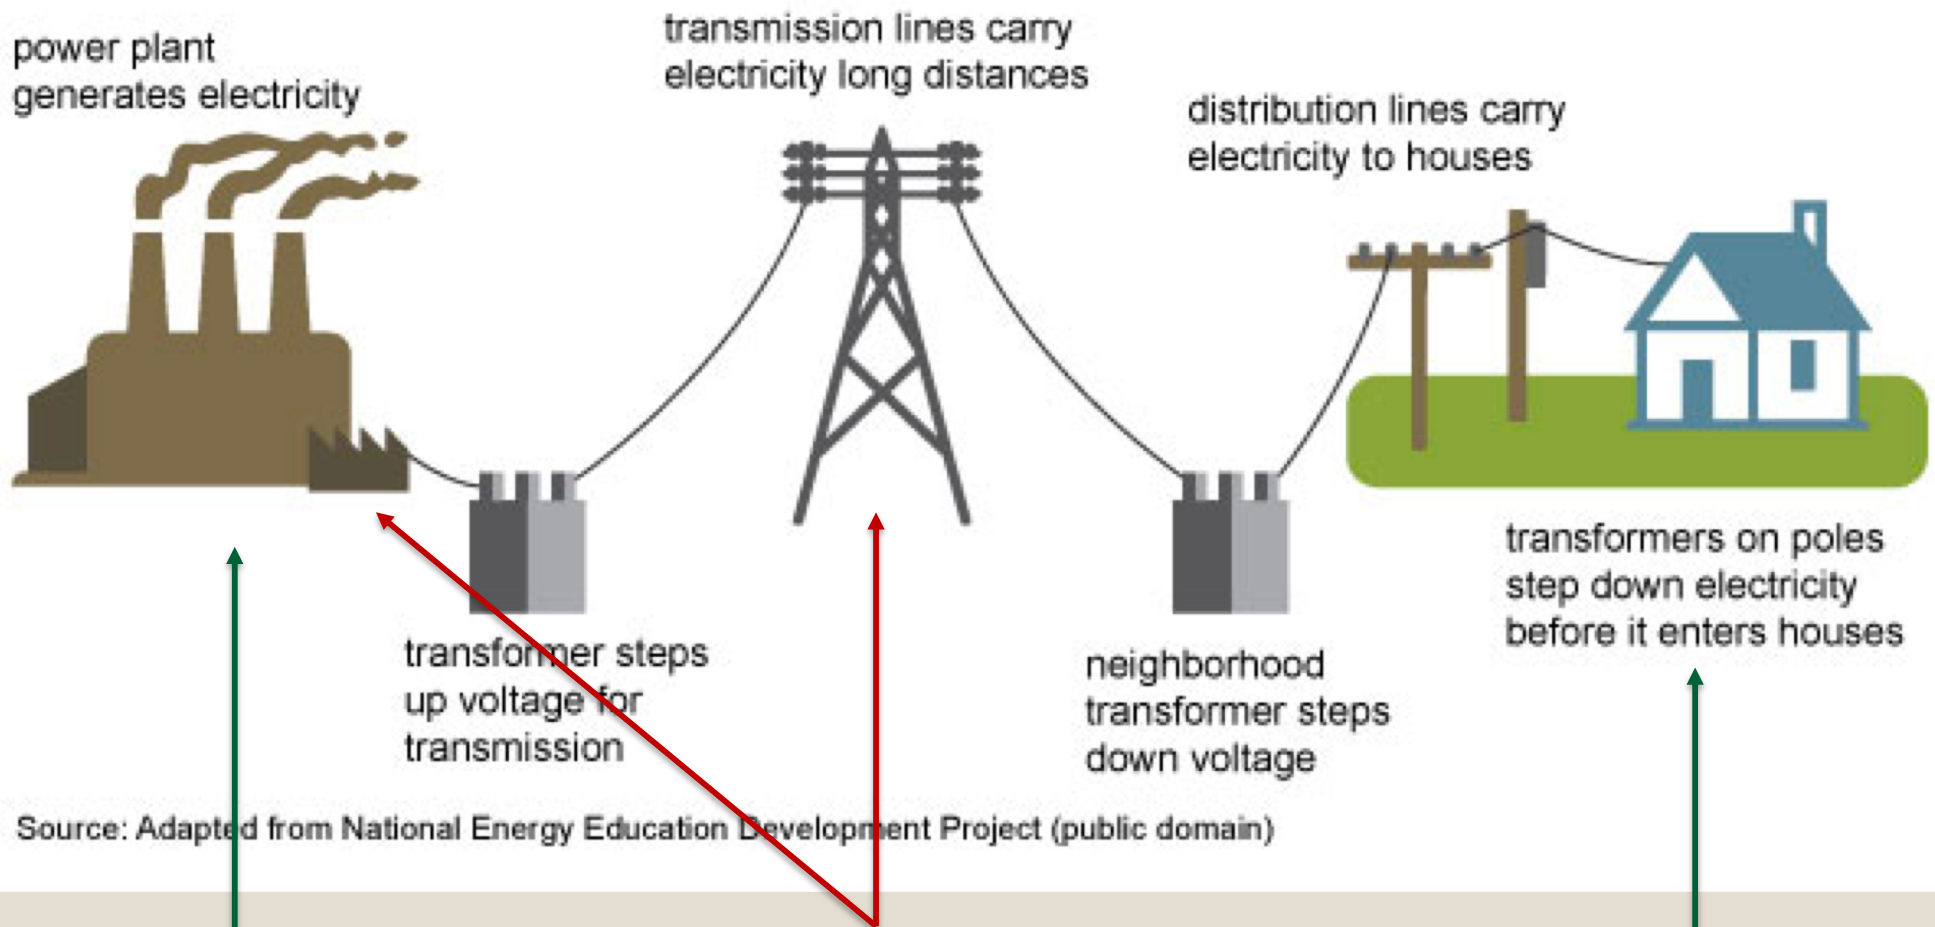 power plant
generates electricity
transmission lines carry
electricity long distances
distribution lines carry
electricity to houses
transformer steps
up voltage for
transmission
neighborhood
transformer steps
down voltage
transformers on poles
step down electricity
before it enters houses
Source: Adapted from National Energy Education Development Project (public domain)